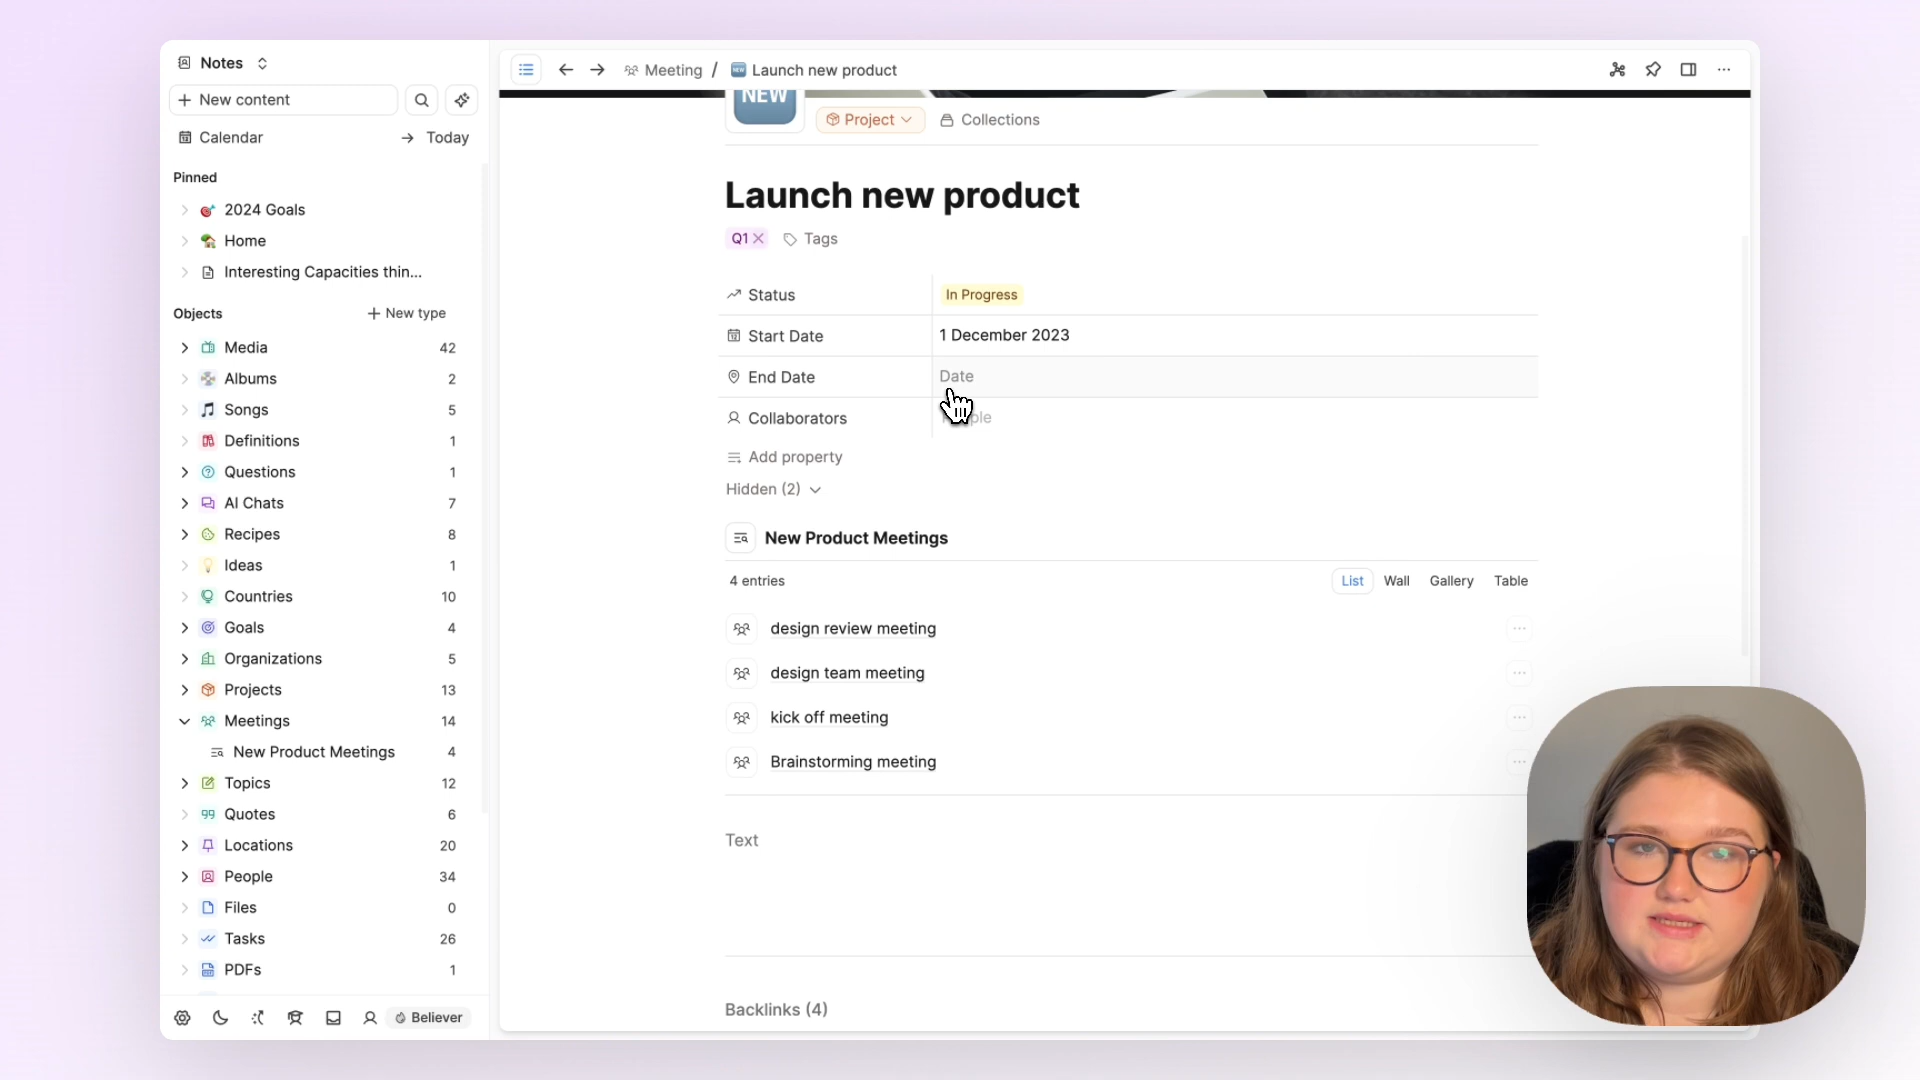 Notes
New content
Calendar
Today
Pinned
2024 Goals
Home
Interesting Capacities thin...
Objects
New type
Media 42
Albums 2
Songs 5
Definitions 1
Questions 1
AI Chats 7
Recipes 8
Ideas 1
Countries 10
Goals 4
Organizations 5
Projects 13
Meetings 14
New Product Meetings 4
Topics 12
Quotes 6
Locations 20
People 34
Files 0
Tasks 26
PDFs 1
Believer
Meeting / Launch new product
NEW
Project
Collections
Launch new product
Q1
Tags
Status In Progress
Start Date 1 December 2023
End Date Date
Collaborators
Add property
Hidden (2)
New Product Meetings
4 entries
List Wall Gallery Table
design review meeting
design team meeting
kick off meeting
Brainstorming meeting
Text
Backlinks (4)